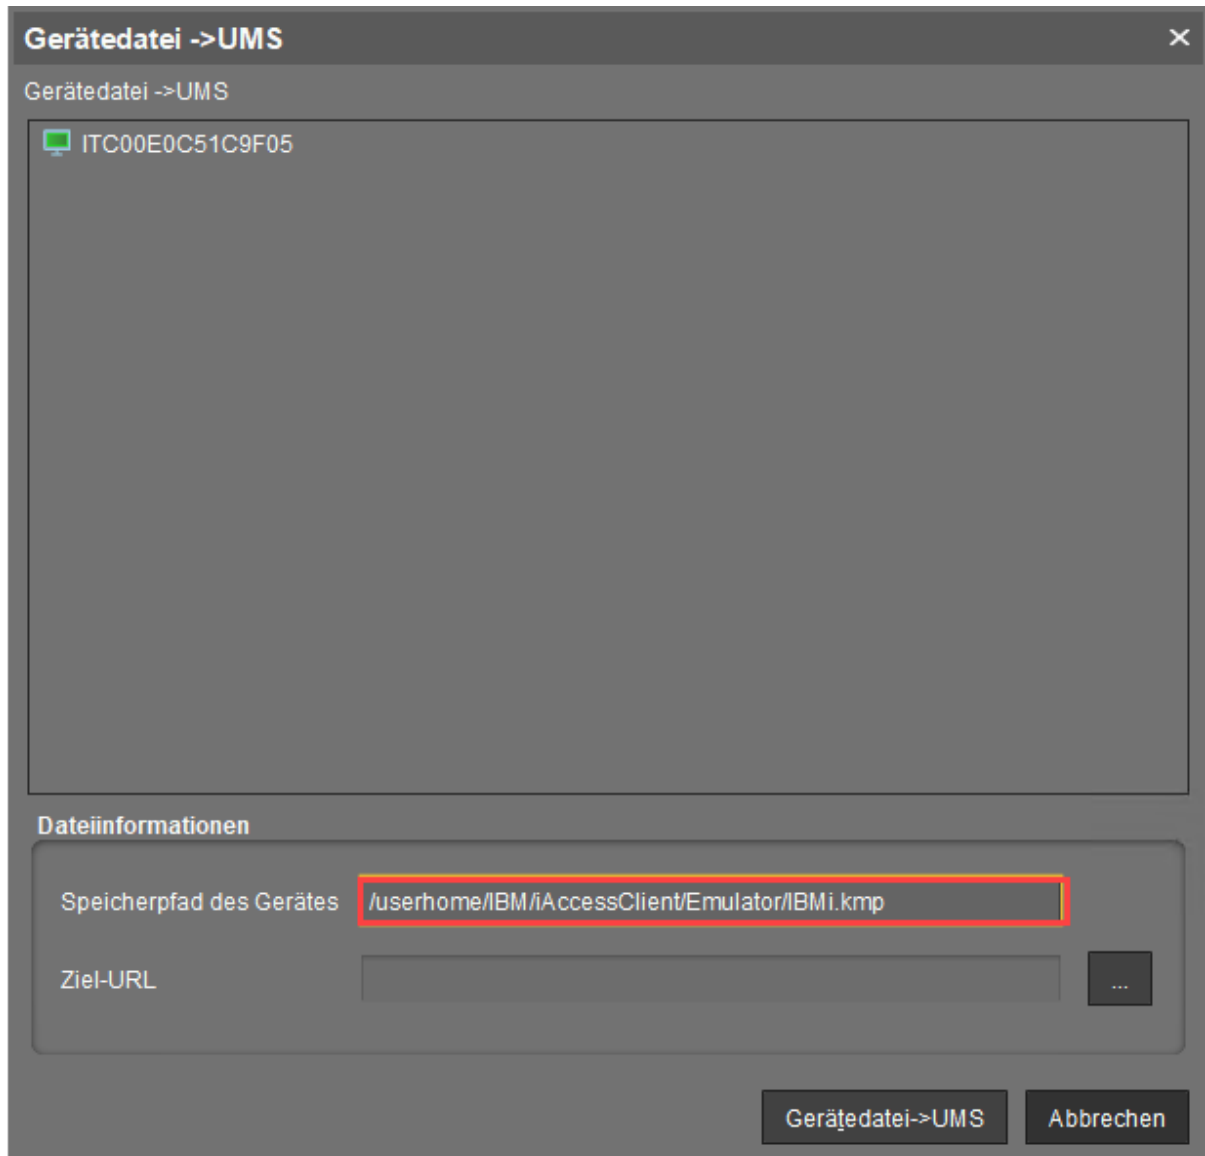 Gerätedatei ->UMS
Gerätedatei ->UMS
ITC00E0C51C9F05
Dateiinformationen
Speicherpfad des Gerätes /userhome/IBM/iAccessClient/Emulator/IBMi.kmp
Ziel-URL ...
Gerätedatei->UMS Abbrechen